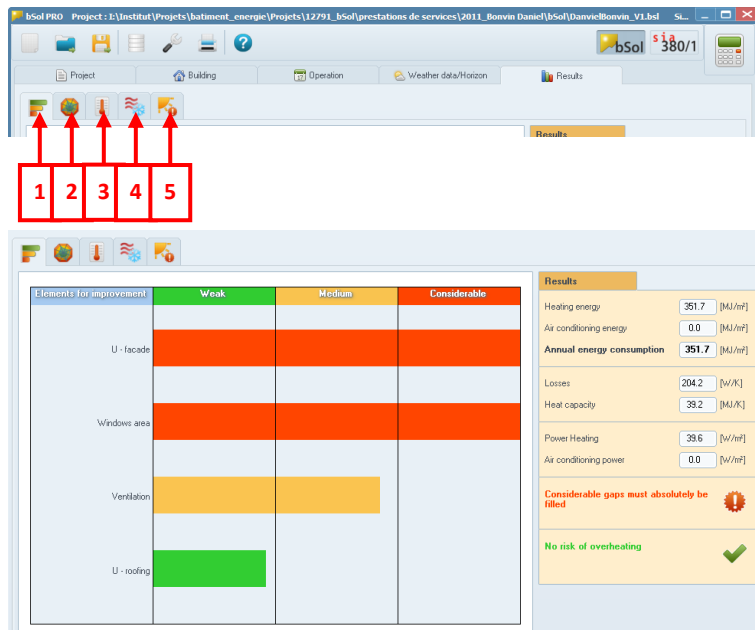 bSol PRO Project : I:\Institut\Projets\batiment_energie\Projets\12791_bSol\prestations de services\2011_Bonvin Daniel\bSol\DanvielBonvin_V1.bsl Si...
bSol sia 380/1
Project Building Operation Weather data/Horizon Results
Results
1 2 3 4 5
Elements for improvement Weak Medium Considerable
U - facade
Windows area
Ventilation
U - roofing
Results
Heating energy 351.7 [MJ/m²]
Air conditioning energy 0.0 [MJ/m²]
Annual energy consumption 351.7 [MJ/m²]
Losses 204.2 [W/K]
Heat capacity 39.2 [MJ/K]
Power Heating 39.6 [W/m²]
Air conditioning power 0.0 [W/m²]
Considerable gaps must absolutely be
filled
No risk of overheating